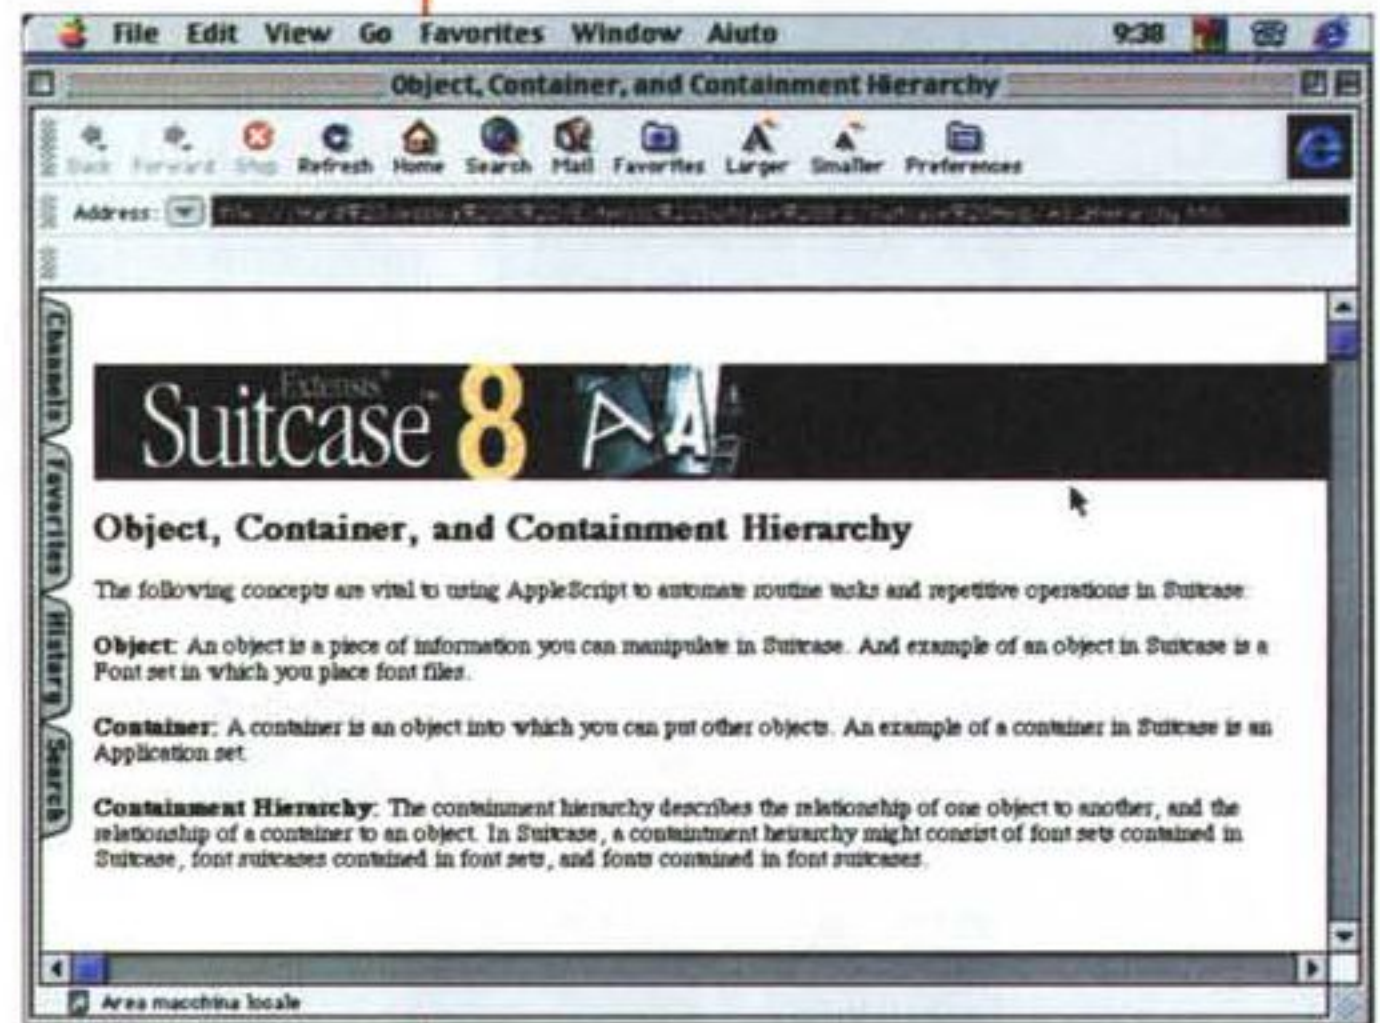 File Edit View Go Favorites Window Aiuto 9:38
Object, Container, and Containment Hierarchy
Back Forward Stop Refresh Home Search Mail Favorites Larger Smaller Preferences
Address:
Channels
Favorites
History
Search
Extensis®
Suitcase™ 8
Object, Container, and Containment Hierarchy
The following concepts are vital to using AppleScript to automate routine tasks and repetitive operations in Suitcase:
Object: An object is a piece of information you can manipulate in Suitcase. And example of an object in Suitcase is a
Font set in which you place font files.
Container: A container is an object into which you can put other objects. An example of a container in Suitcase is an
Application set.
Containment Hierarchy: The containment hierarchy describes the relationship of one object to another, and the
relationship of a container to an object. In Suitcase, a containtment heirarchy might consist of font sets contained in
Suitcase, font suitcases contained in font sets, and fonts contained in font suitcases.
Area macchina locale